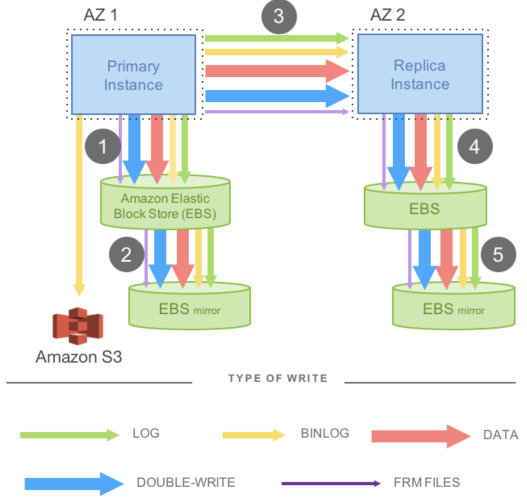 AZ 1
3
AZ 2
Primary
Instance
Replica
Instance
1
4
Amazon Elastic
Block Store (EBS)
EBS
2
5
EBS mirror
EBS mirror
Amazon S3
TYPE OF WRITE
LOG
BINLOG
DATA
DOUBLE-WRITE
FRM FILES